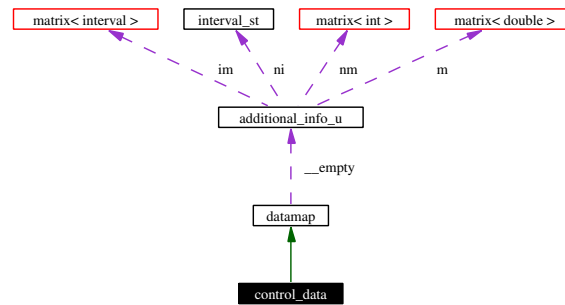 matrix< interval >
interval_st
matrix< int >
matrix< double >
im
ni
nm
m
additional_info_u
__empty
datamap
control_data